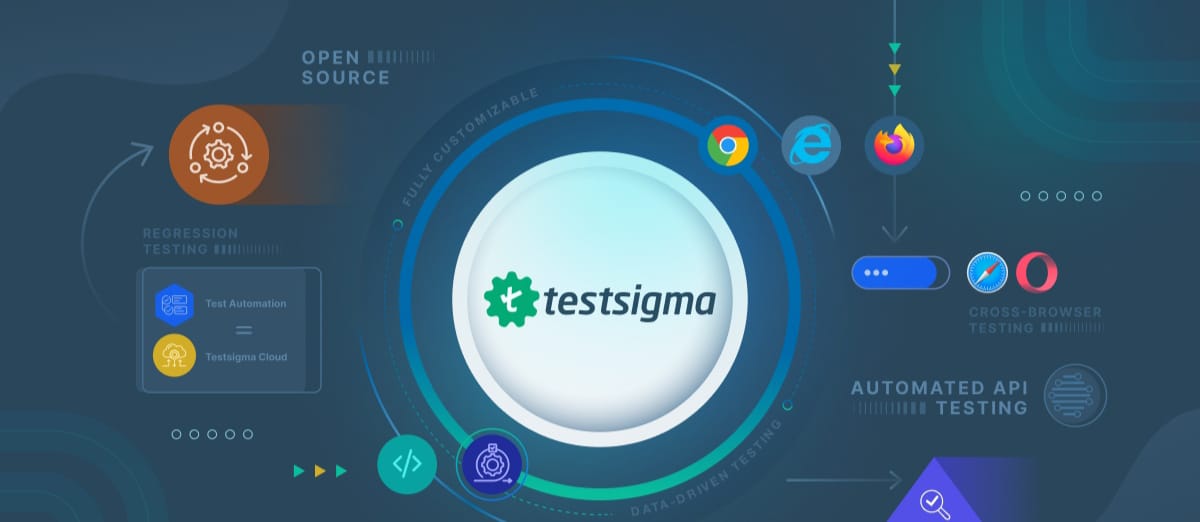 OPEN
SOURCE
FULLY CUSTOMIZABLE
REGRESSION
TESTING
Test Automation
=
Testsigma Cloud
testsigma
CROSS-BROWSER
TESTING
AUTOMATED API
TESTING
DATA-DRIVEN TESTING